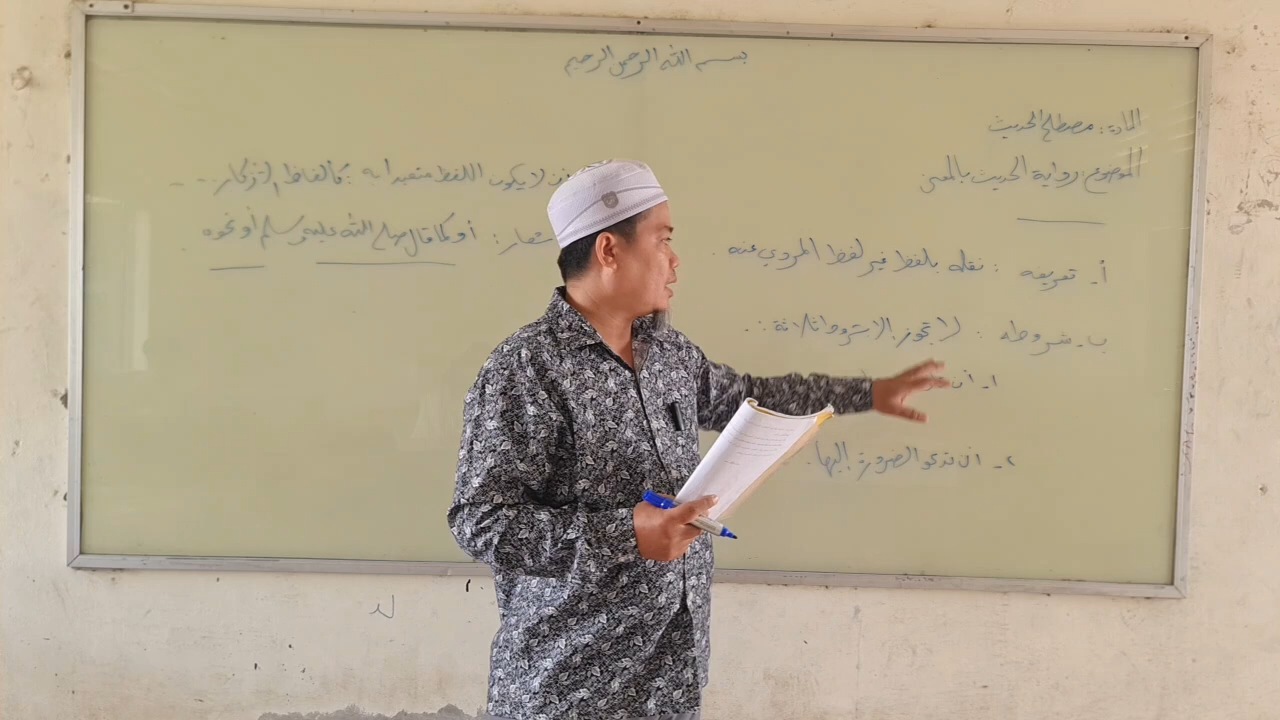 بسم الله الرحمن الرحيم
المادة: مصطلح الحديث
الموضوع رواية الحديث بالمعنى
أ- تعريفه : نقله بلفظ غير لفظ المروي عنه .
ب- شروطه : لا تجوز إلا بشروط ثلاثة :-
١- أن
٢- ان تدعو الضرورة إليها .
لا يكون اللفظ متعبدا به : كألفاظ الأذكار ..
أو كما قال صلى الله عليه وسلم أو نحوه .